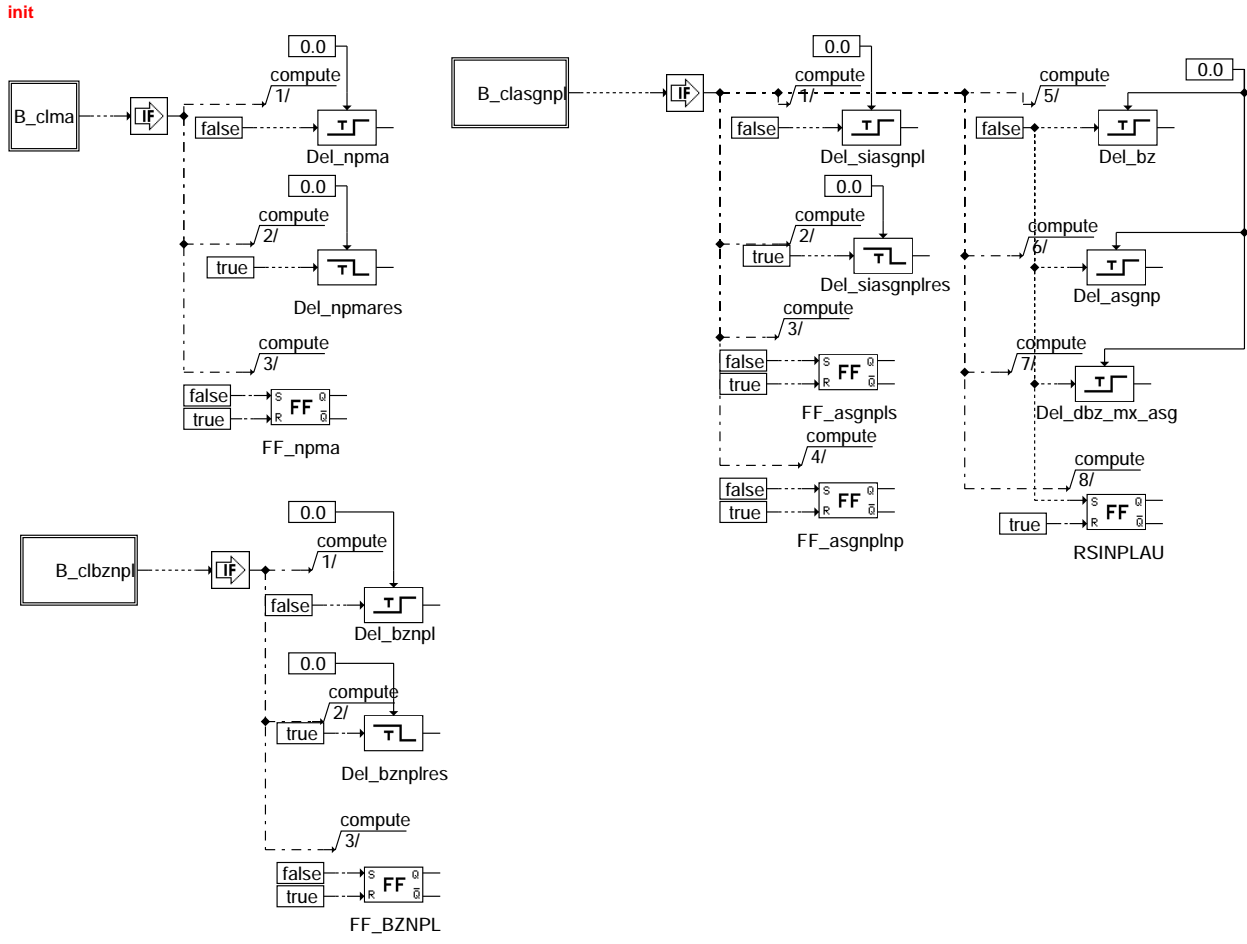 init
B_clma
IF
0.0
compute
1/
false
T
Del_npma
0.0
compute
2/
true
T
Del_npmares
compute
3/
false
true
S Q
FF
R Q̅
FF_npma
B_clasgnpl
IF
0.0
compute
1/
false
T
Del_siasgnpl
0.0
compute
2/
true
T
Del_siasgnplres
compute
3/
false
true
S Q
FF
R Q̅
FF_asgnpls
compute
4/
false
true
S Q
FF
R Q̅
FF_asgnplnp
0.0
compute
5/
false
T
Del_bz
compute
6/
T
Del_asgnp
compute
7/
T
Del_dbz_mx_asg
compute
8/
true
S Q
FF
R Q̅
RSINPLAU
B_clbznpl
IF
0.0
compute
1/
false
T
Del_bznpl
0.0
compute
2/
true
T
Del_bznplres
compute
3/
false
true
S Q
FF
R Q̅
FF_BZNPL